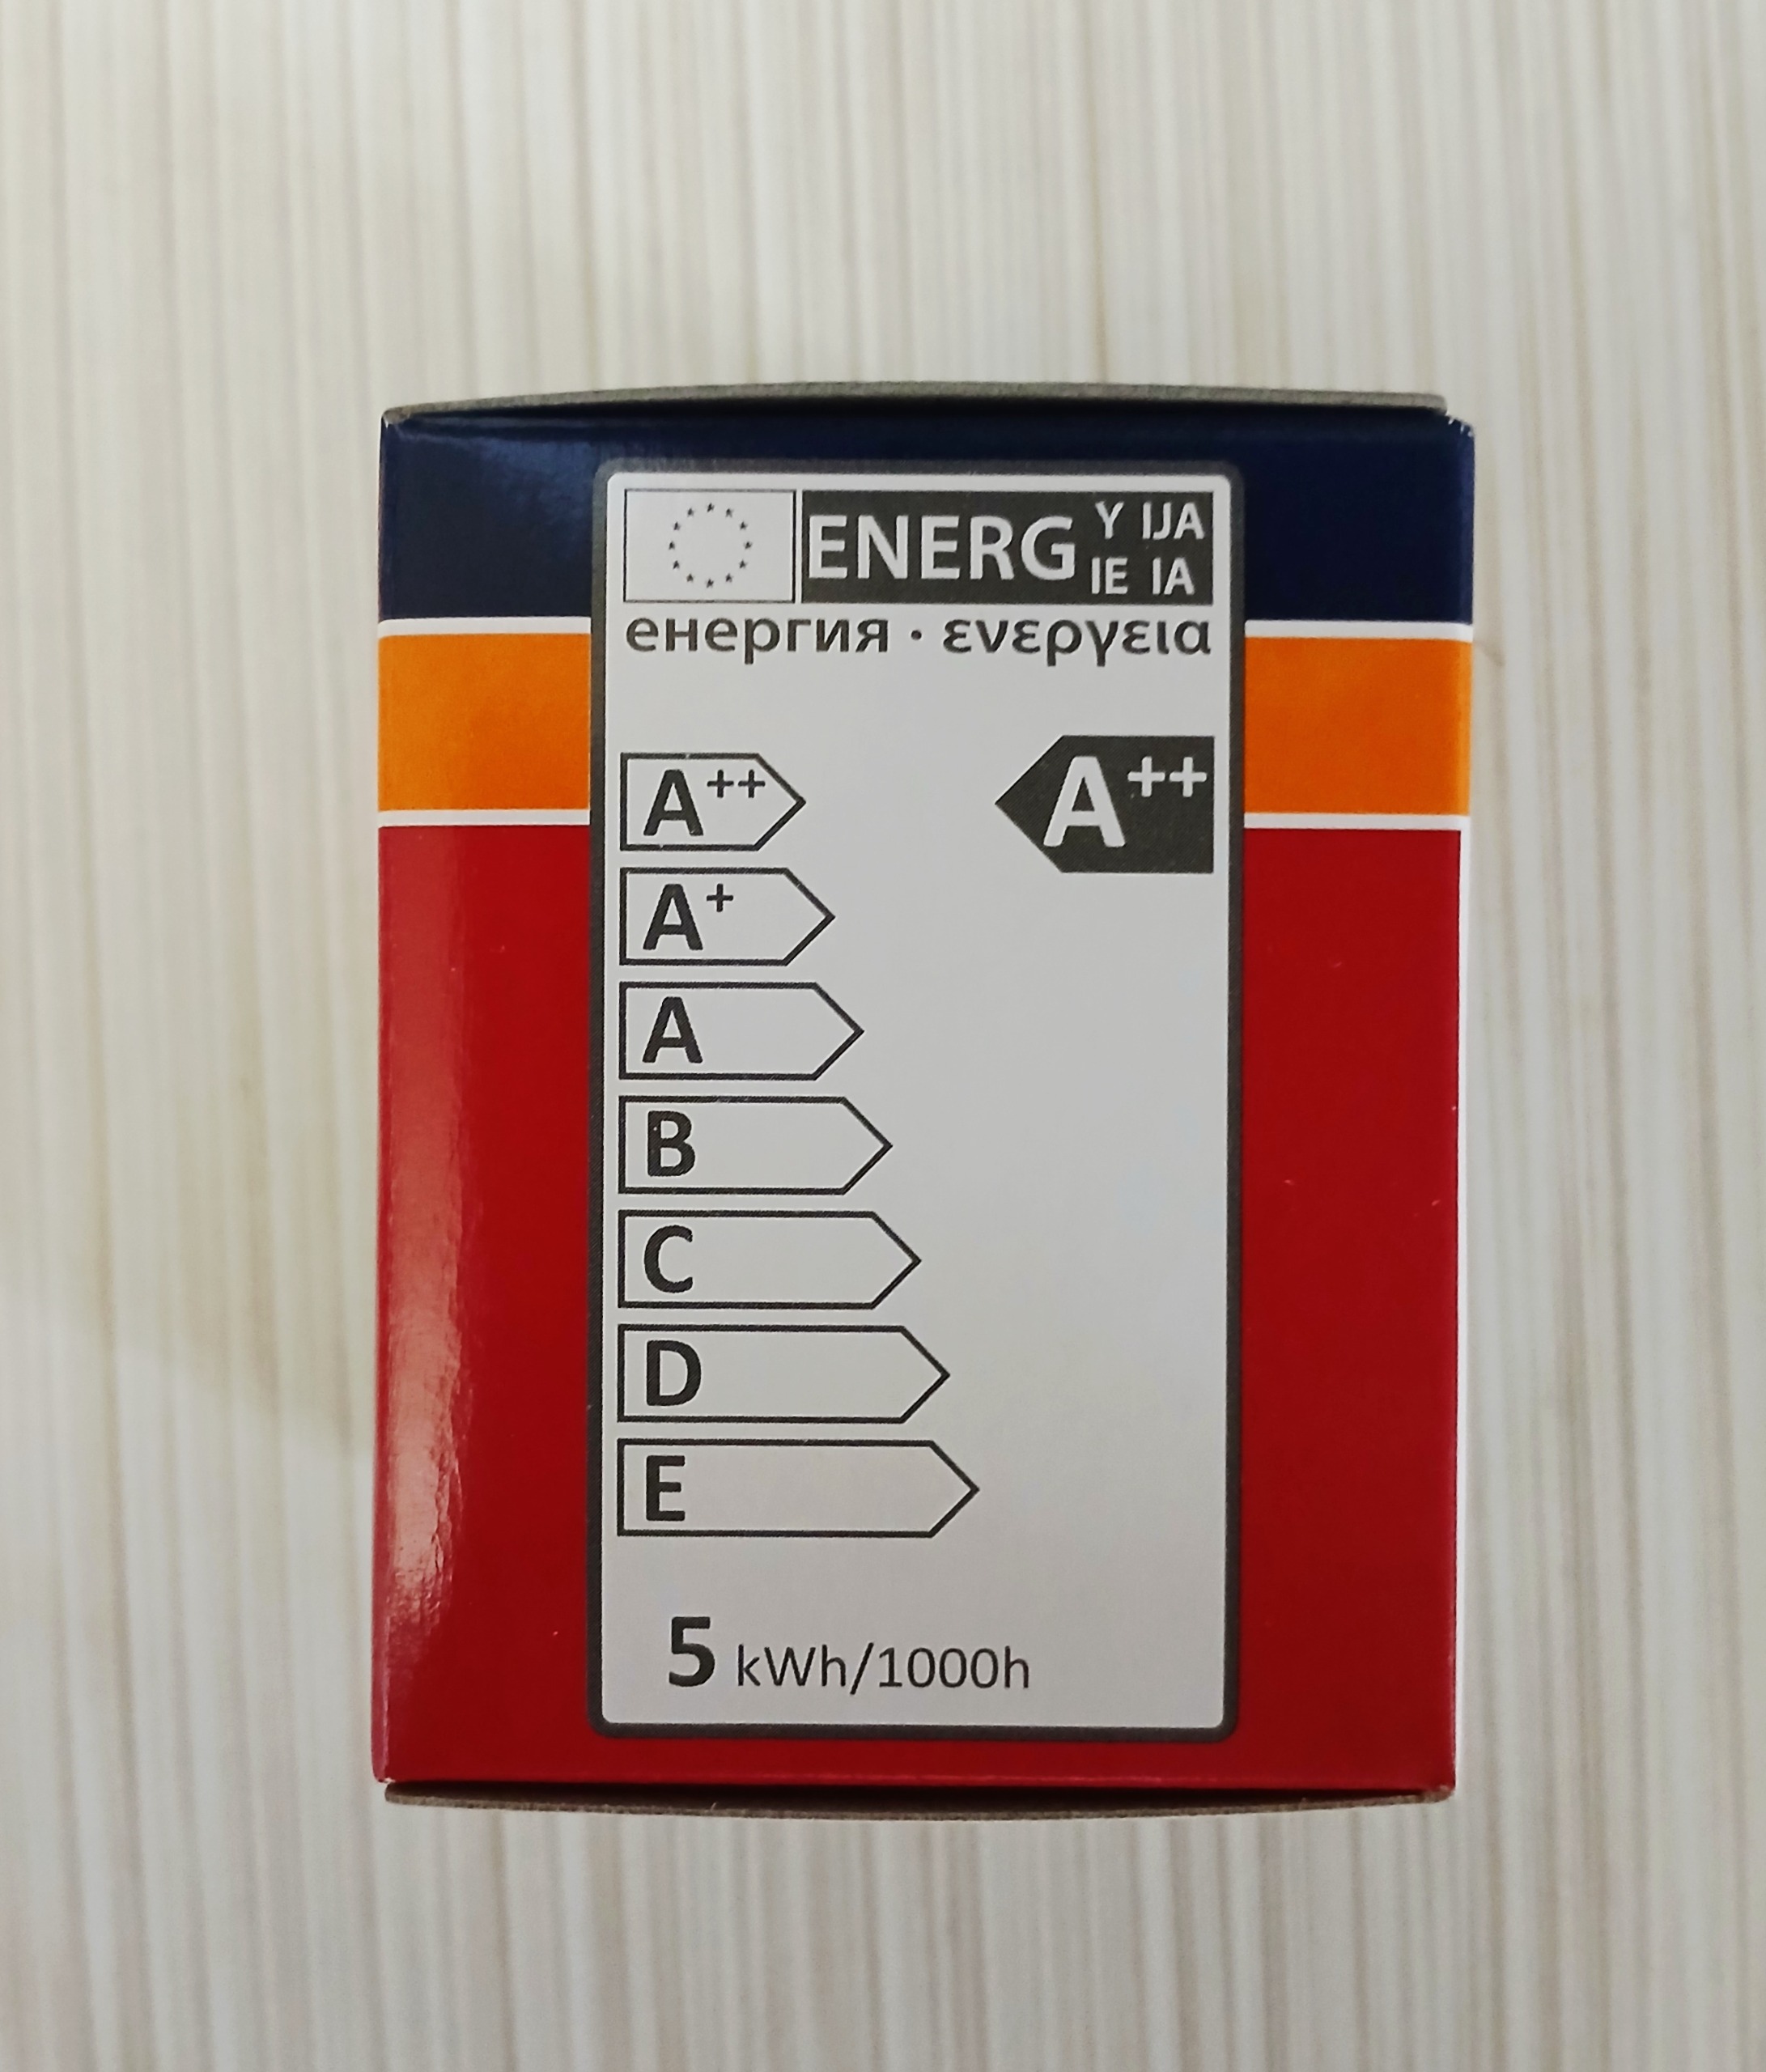 ENERG Y IJA
IE IA
енергия · ενεργεια
A++ A++
A+
A
B
C
D
E
5 kWh/1000h